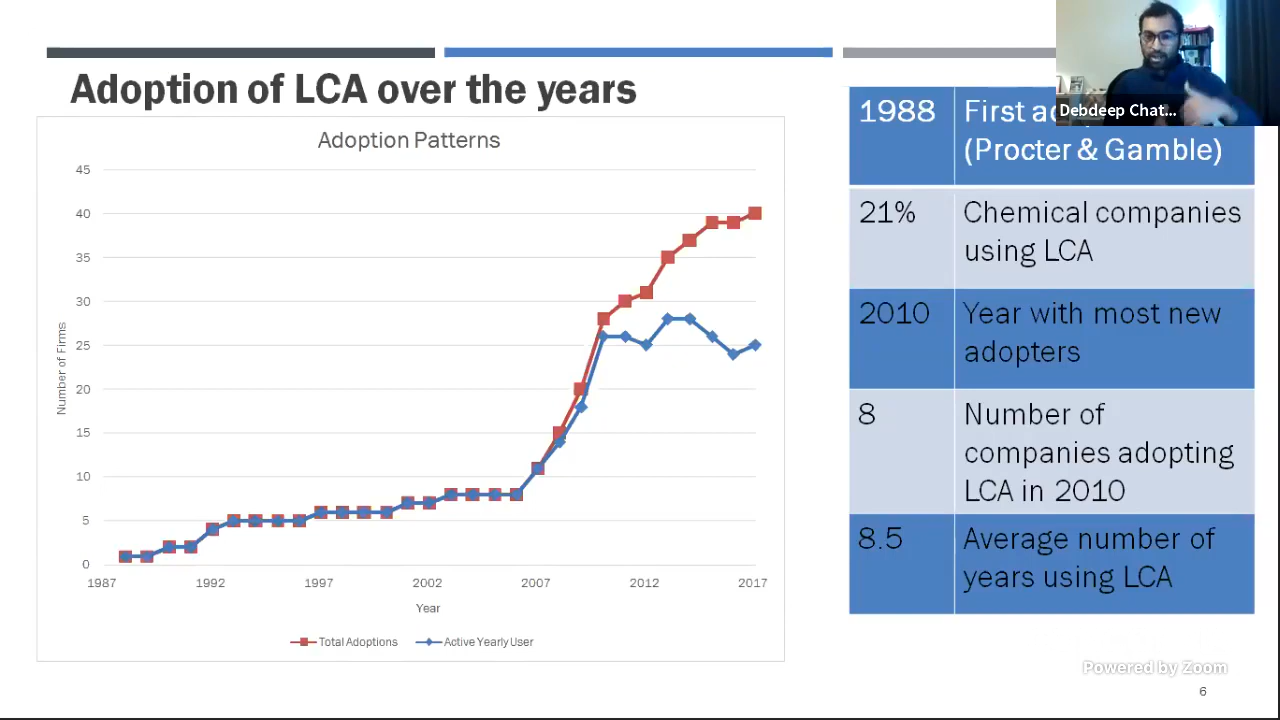 Adoption of LCA over the years
Adoption Patterns
45
40
35
30
25
20
15
10
5
0
Number of Firms
1987 1992 1997 2002 2007 2012 2017
Year
Total Adoptions Active Yearly User
Debdeep Chat...
1988 First
(Procter & Gamble)
21% Chemical companies
using LCA
2010 Year with most new
adopters
8 Number of
companies adopting
LCA in 2010
8.5 Average number of
years using LCA
Powered by Zoom
6